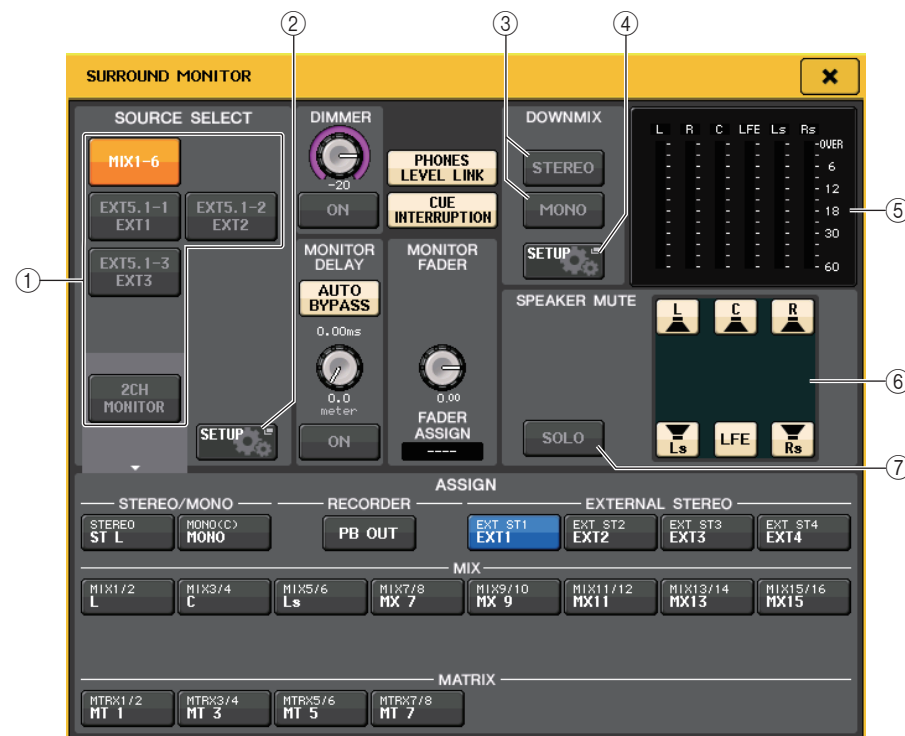 ② ③ ④
SURROUND MONITOR
SOURCE SELECT
MIX1-6
EXT5.1-1
EXT1
EXT5.1-2
EXT2
EXT5.1-3
EXT3
①
2CH
MONITOR
SETUP
DIMMER
-20
ON
PHONES
LEVEL LINK
CUE
INTERRUPTION
MONITOR
DELAY
AUTO
BYPASS
0.00ms
0.0
meter
ON
MONITOR
FADER
0.00
FADER
ASSIGN
----
DOWNMIX
STEREO
MONO
SETUP
L R C LFE Ls Rs
OVER
6
12
18
30
60
⑤
SPEAKER MUTE
L C R
Ls LFE Rs
⑥
SOLO
⑦
ASSIGN
STEREO/MONO RECORDER EXTERNAL STEREO
STEREO
ST L
MONO(C)
MONO
PB OUT
EXT ST1
EXT1
EXT ST2
EXT2
EXT ST3
EXT3
EXT ST4
EXT4
MIX
MIX1/2
L
MIX3/4
C
MIX5/6
Ls
MIX7/8
MX 7
MIX9/10
MX 9
MIX11/12
MX11
MIX13/14
MX13
MIX15/16
MX15
MATRIX
MTRX1/2
MT 1
MTRX3/4
MT 3
MTRX5/6
MT 5
MTRX7/8
MT 7